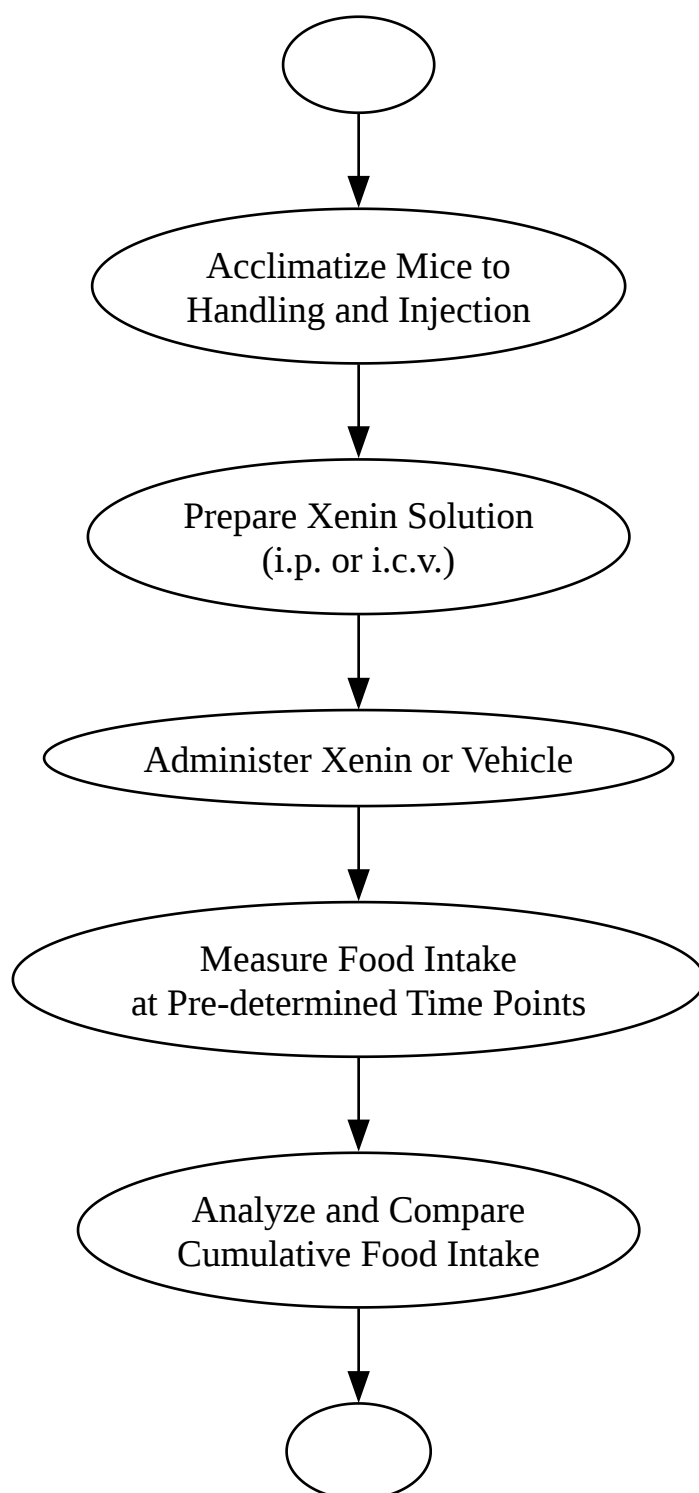 Acclimatize Mice to
Handling and Injection
Prepare Xenin Solution
(i.p. or i.c.v.)
Administer Xenin or Vehicle
Measure Food Intake
at Pre-determined Time Points
Analyze and Compare
Cumulative Food Intake